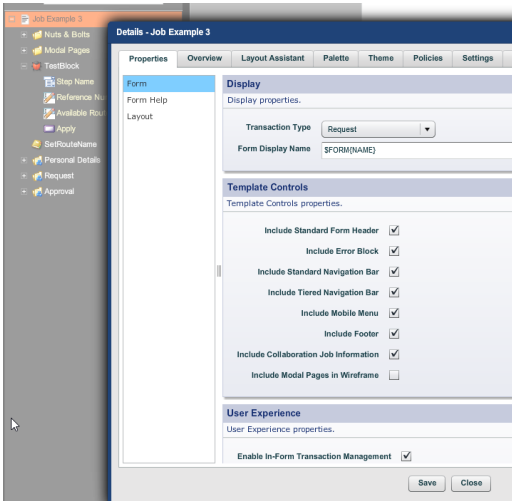 Job Example 3
Nuts & Bolts
Modal Pages
TestBlock
Step Name
Reference Nu
Available Rout
Apply
SetRouteName
Personal Details
Request
Approval
Details - Job Example 3
Properties Overview Layout Assistant Palette Theme Policies Settings
Form
Form Help
Layout
Display
Display properties.
Transaction Type Request
Form Display Name $FORM{NAME}
Template Controls
Template Controls properties.
Include Standard Form Header
Include Error Block
Include Standard Navigation Bar
Include Tiered Navigation Bar
Include Mobile Menu
Include Footer
Include Collaboration Job Information
Include Modal Pages in Wireframe
User Experience
User Experience properties.
Enable In-Form Transaction Management
Save Close